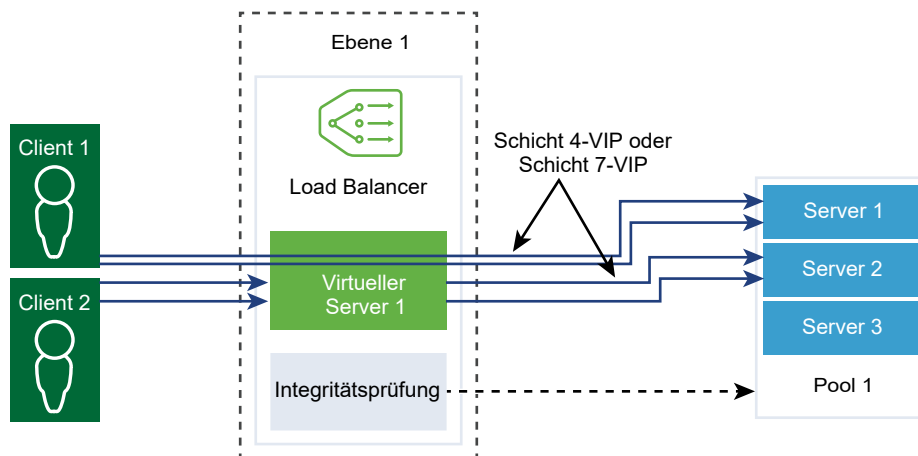 Ebene 1
Client 1
Client 2
Load Balancer
Virtueller
Server 1
Integritätsprüfung
Schicht 4-VIP oder
Schicht 7-VIP
Server 1
Server 2
Server 3
Pool 1